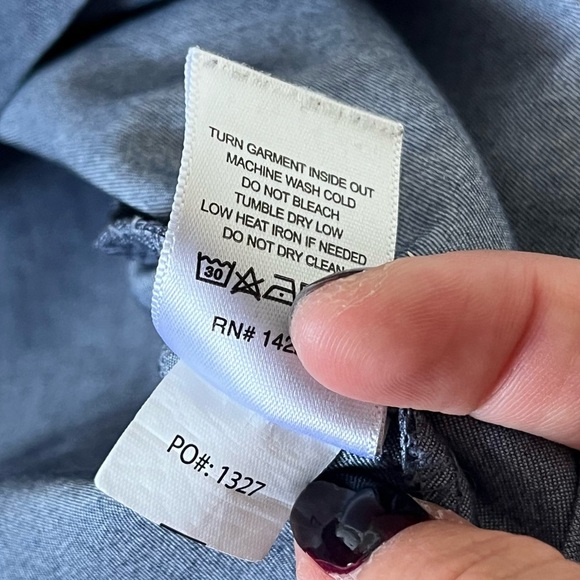 TURN GARMENT INSIDE OUT
MACHINE WASH COLD
DO NOT BLEACH
TUMBLE DRY LOW
LOW HEAT IRON IF NEEDED
DO NOT DRY CLEAN
30
RN#
PO#: 1327